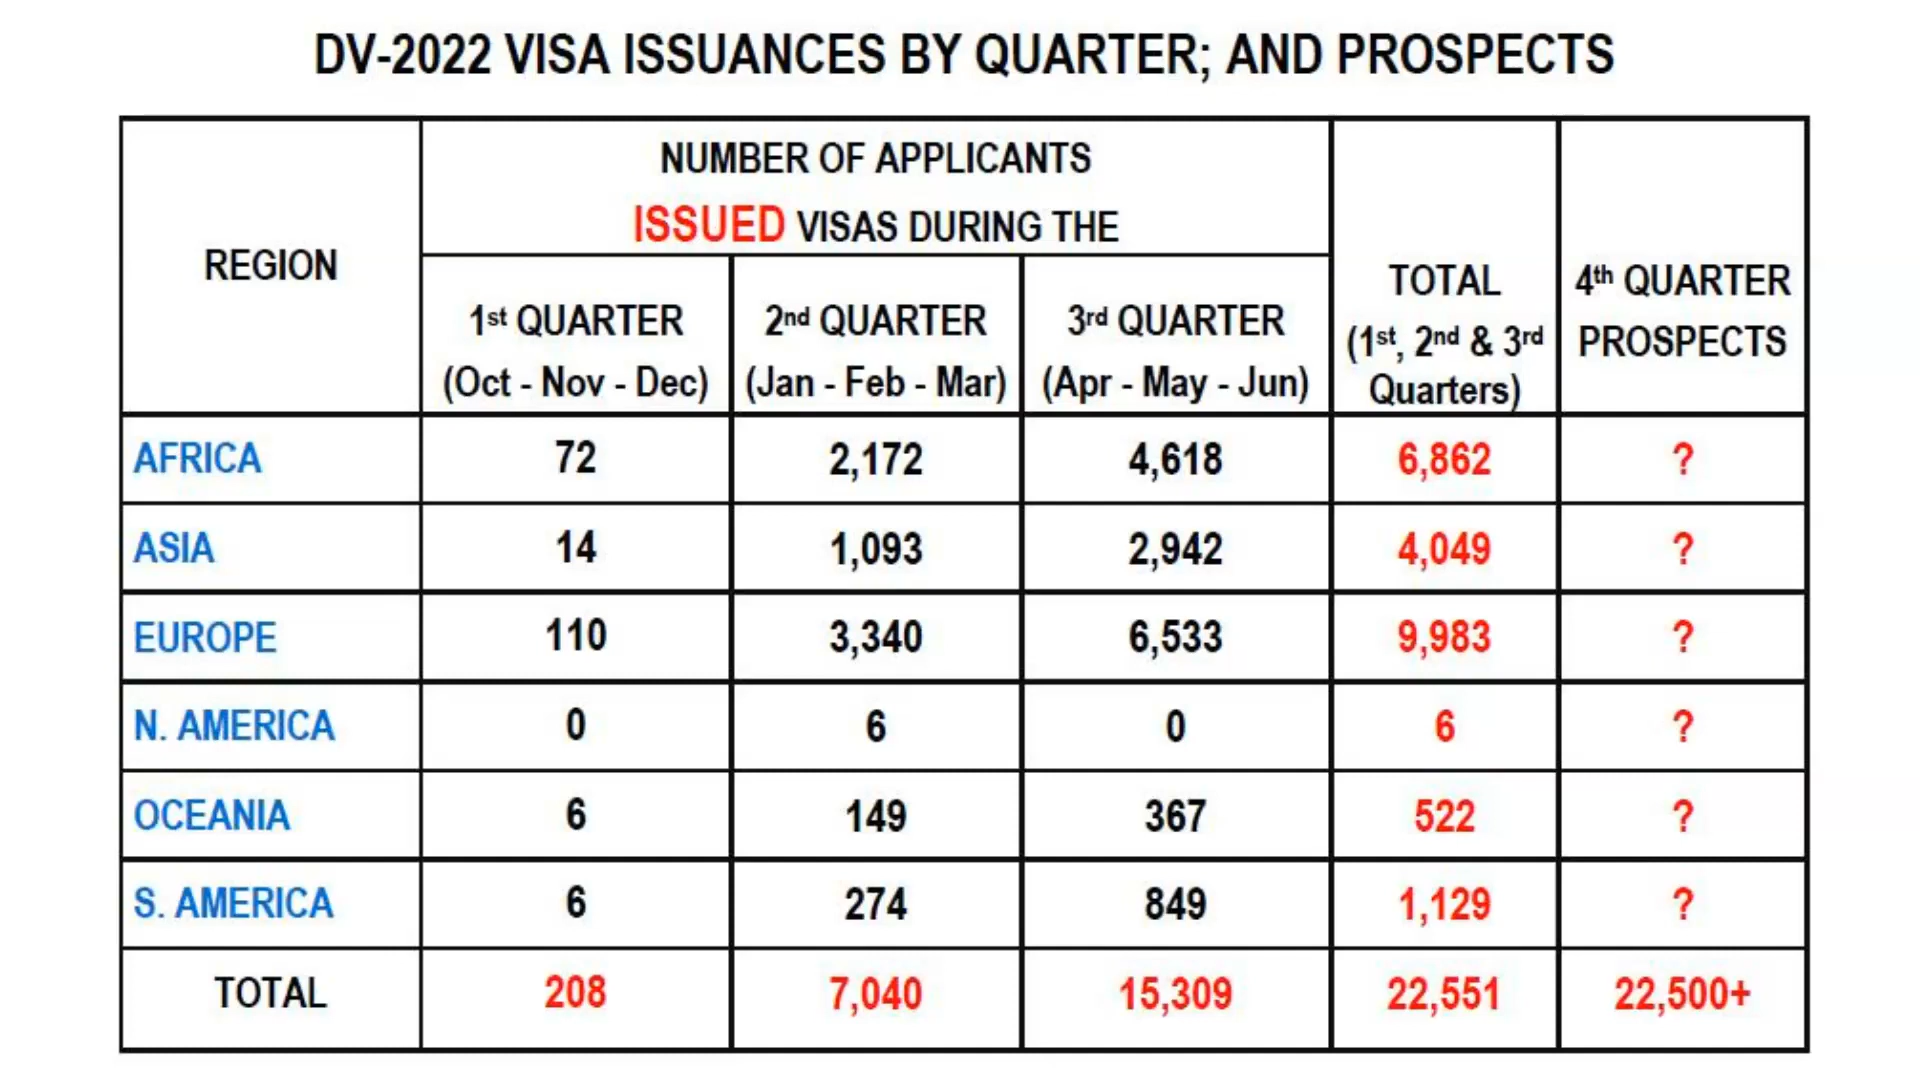 DV-2022 VISA ISSUANCES BY QUARTER; AND PROSPECTS
REGION
NUMBER OF APPLICANTS
ISSUED VISAS DURING THE
1st QUARTER
(Oct - Nov - Dec)
2nd QUARTER
(Jan - Feb - Mar)
3rd QUARTER
(Apr - May - Jun)
TOTAL
(1st, 2nd & 3rd
Quarters)
4th QUARTER
PROSPECTS
AFRICA 72 2,172 4,618 6,862 ?
ASIA 14 1,093 2,942 4,049 ?
EUROPE 110 3,340 6,533 9,983 ?
N. AMERICA 0 6 0 6 ?
OCEANIA 6 149 367 522 ?
S. AMERICA 6 274 849 1,129 ?
TOTAL 208 7,040 15,309 22,551 22,500+